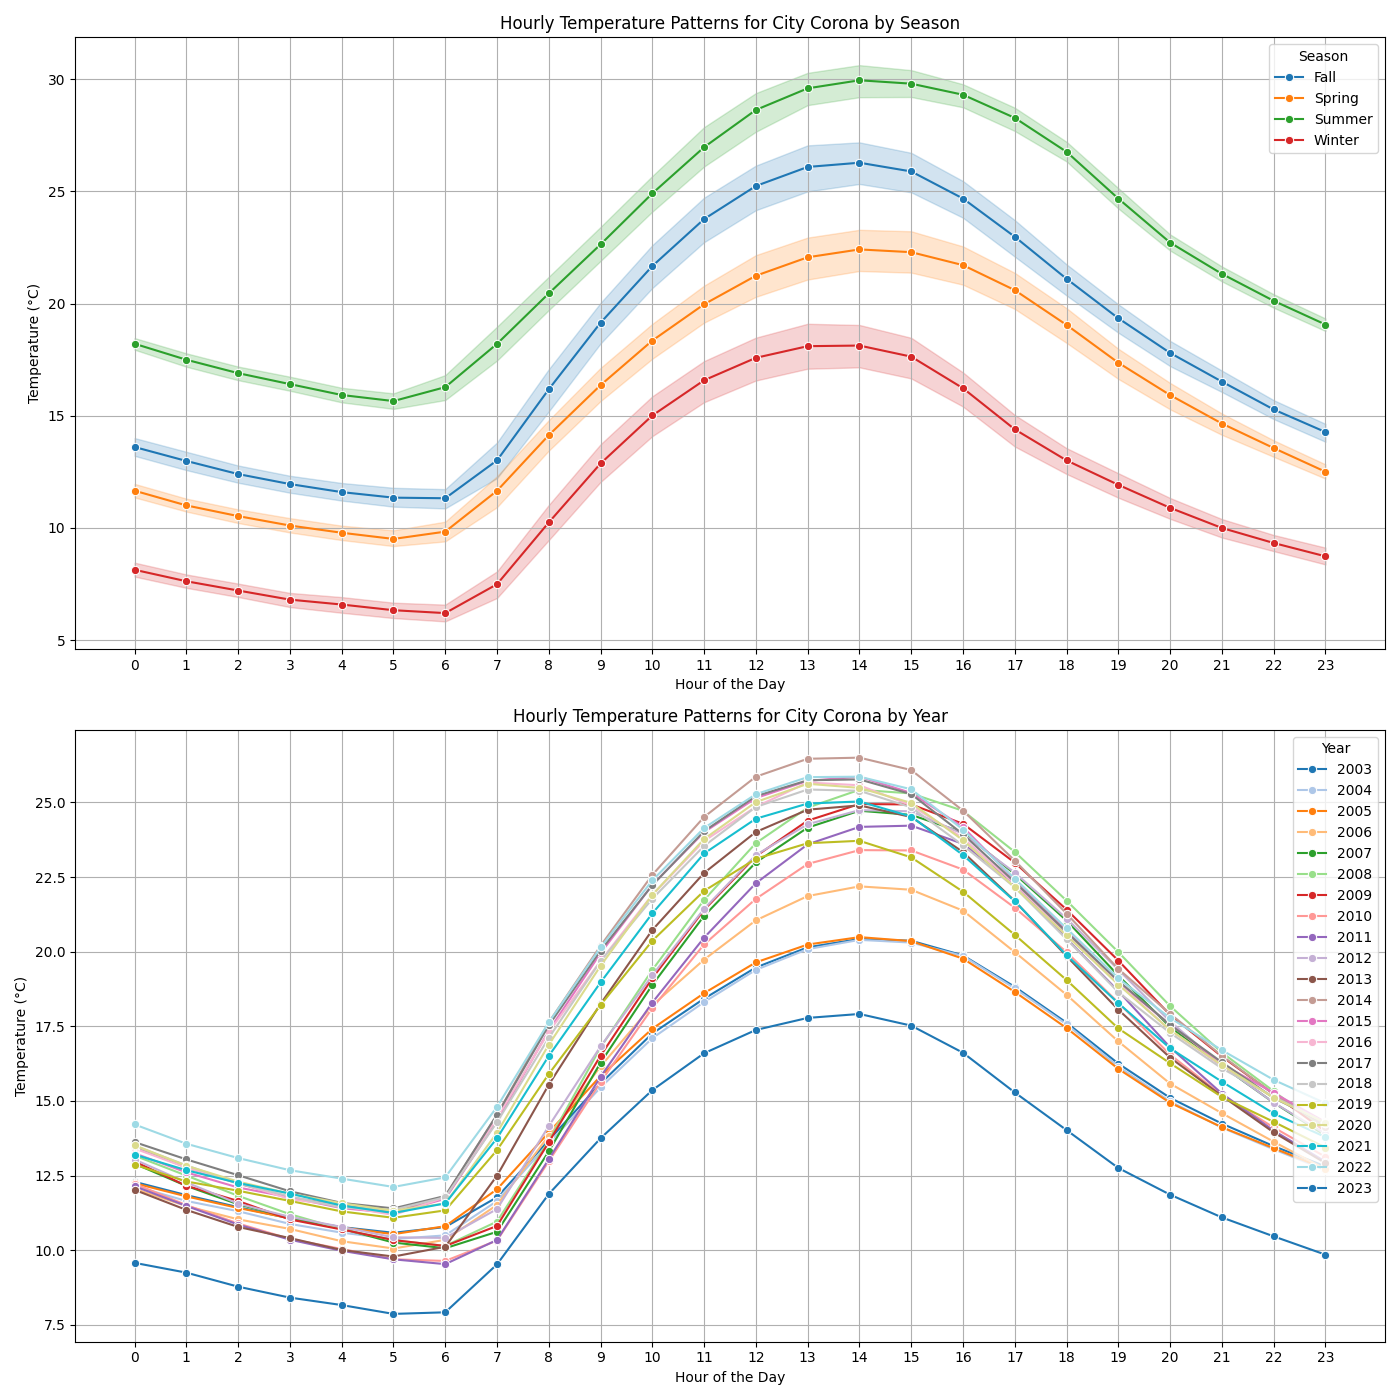 Hourly Temperature Patterns for City Corona by Season
Temperature (°C)
30
25
20
15
10
5
Season
Fall
Spring
Summer
Winter
0 1 2 3 4 5 6 7 8 9 10 11 12 13 14 15 16 17 18 19 20 21 22 23
Hour of the Day
Hourly Temperature Patterns for City Corona by Year
Temperature (°C)
25.0
22.5
20.0
17.5
15.0
12.5
10.0
7.5
Year
2003
2004
2005
2006
2007
2008
2009
2010
2011
2012
2013
2014
2015
2016
2017
2018
2019
2020
2021
2022
2023
0 1 2 3 4 5 6 7 8 9 10 11 12 13 14 15 16 17 18 19 20 21 22 23
Hour of the Day